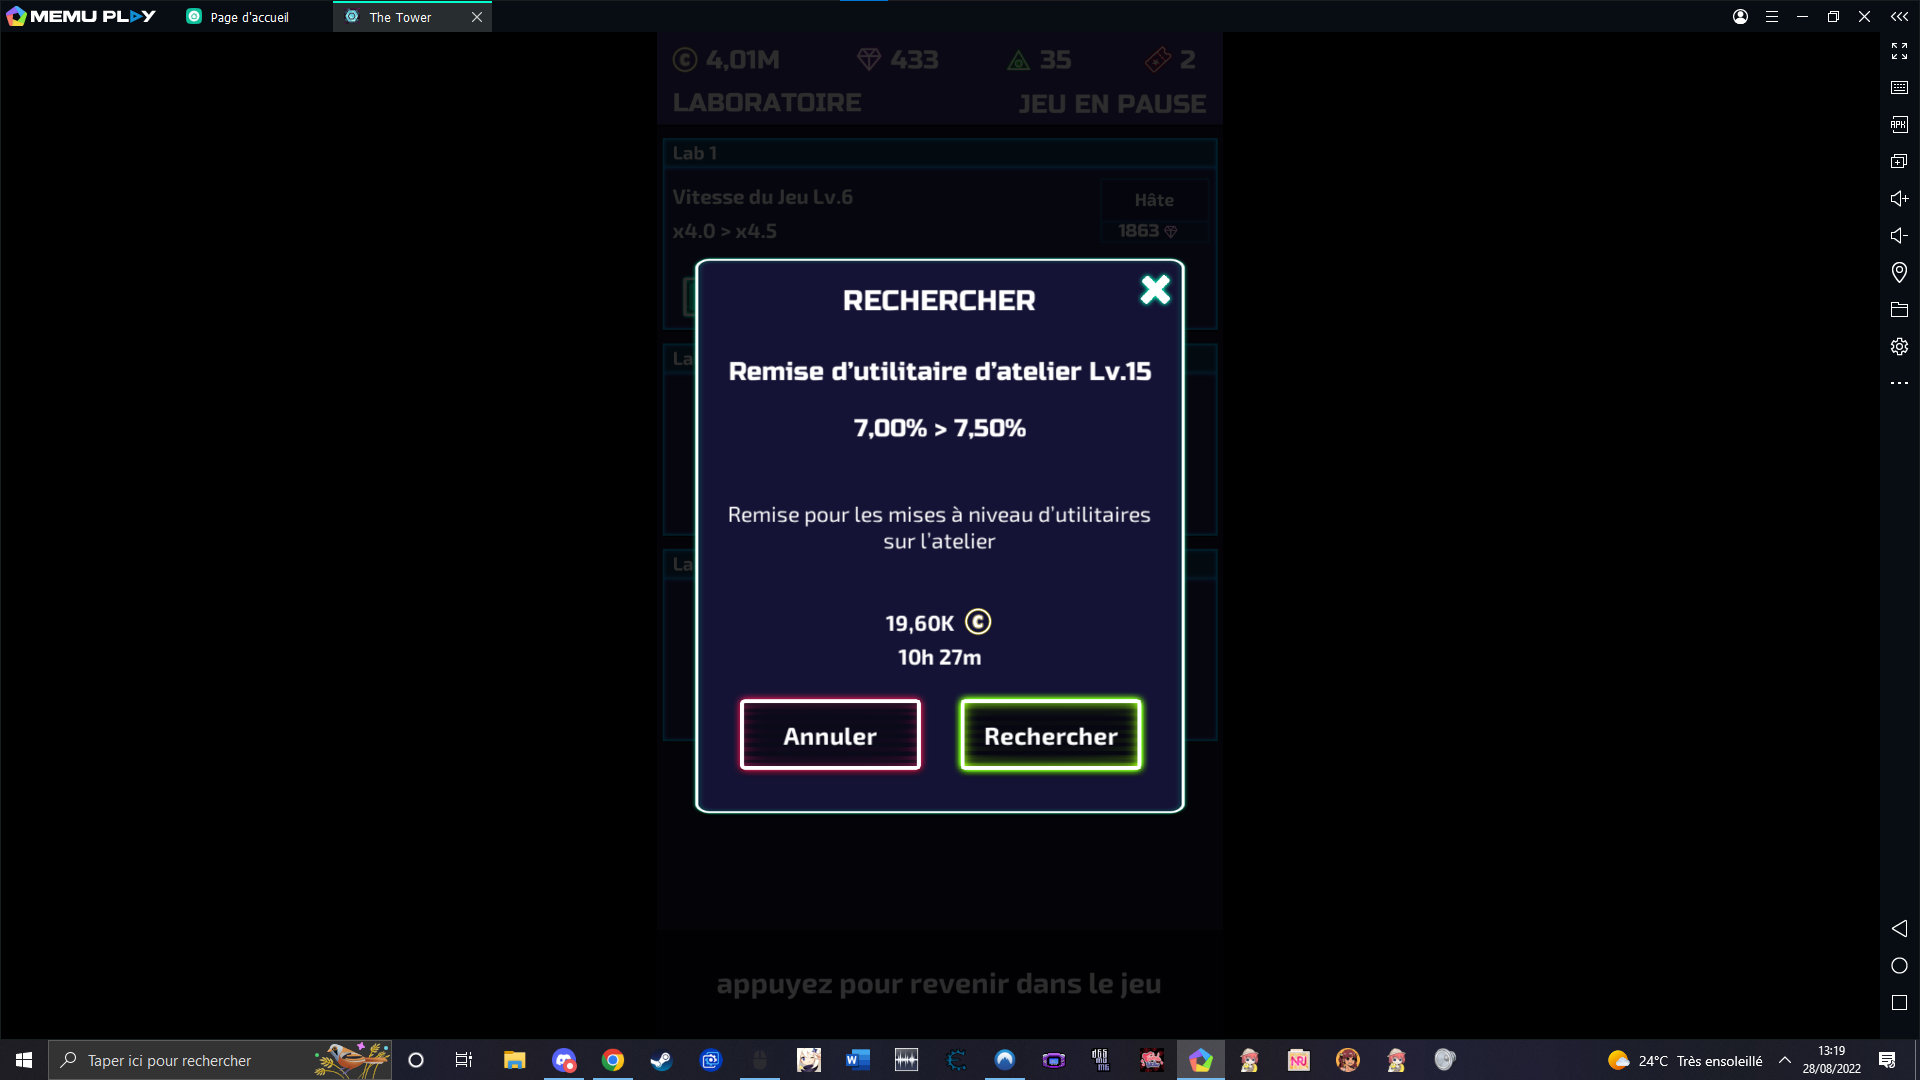 MEMU PLAY
Page d'accueil
The Tower
4,01M
433
35
2
LABORATOIRE
JEU EN PAUSE
Lab 1
Vitesse du Jeu Lv.6
x4.0 > x4.5
Hâte
1863
RECHERCHER
La
La
Remise d'utilitaire d'atelier Lv.15
7,00% > 7,50%
Remise pour les mises à niveau d'utilitaires
sur l'atelier
19,60K
10h 27m
Annuler
Rechercher
appuyez pour revenir dans le jeu
Taper ici pour rechercher
24°C Très ensoleillé
13:19
28/08/2022